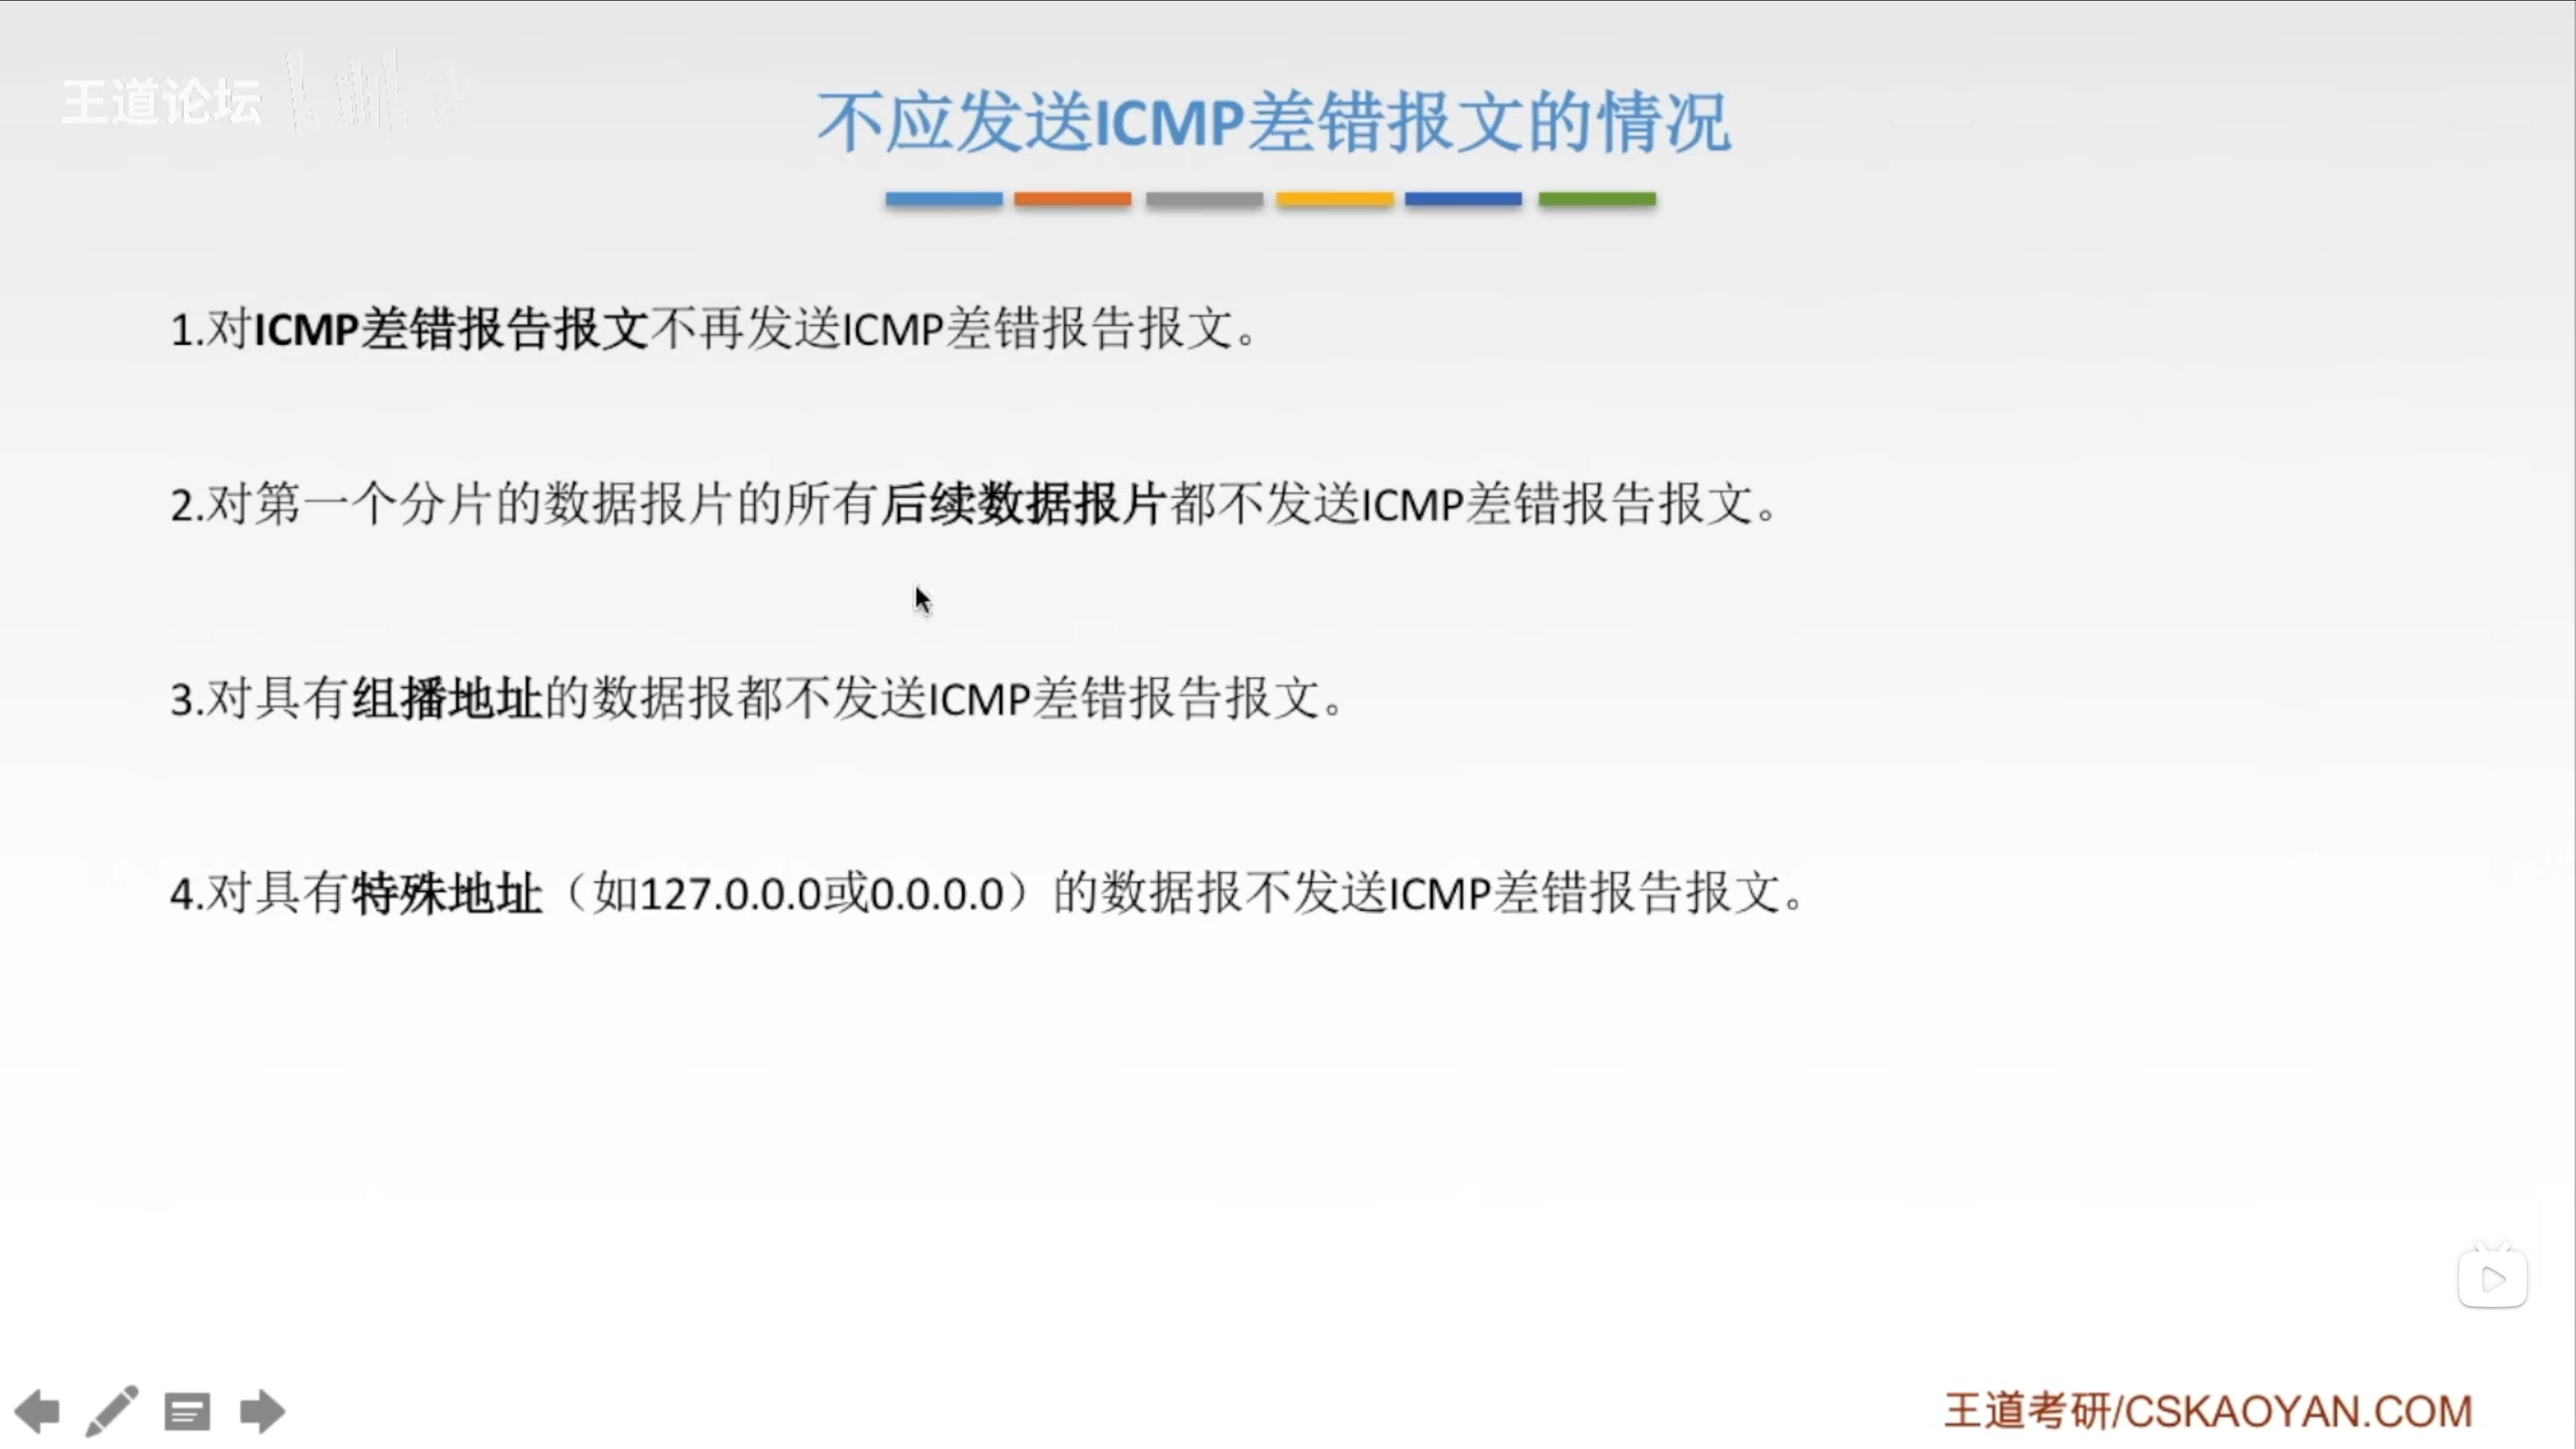 王道论坛
不应发送ICMP差错报文的情况
1.对ICMP差错报告报文不再发送ICMP差错报告报文。
2.对第一个分片的数据报片的所有后续数据报片都不发送ICMP差错报告报文。
3.对具有组播地址的数据报都不发送ICMP差错报告报文。
4.对具有特殊地址（如127.0.0.0或0.0.0.0）的数据报不发送ICMP差错报告报文。
王道考研/CSKAOYAN.COM